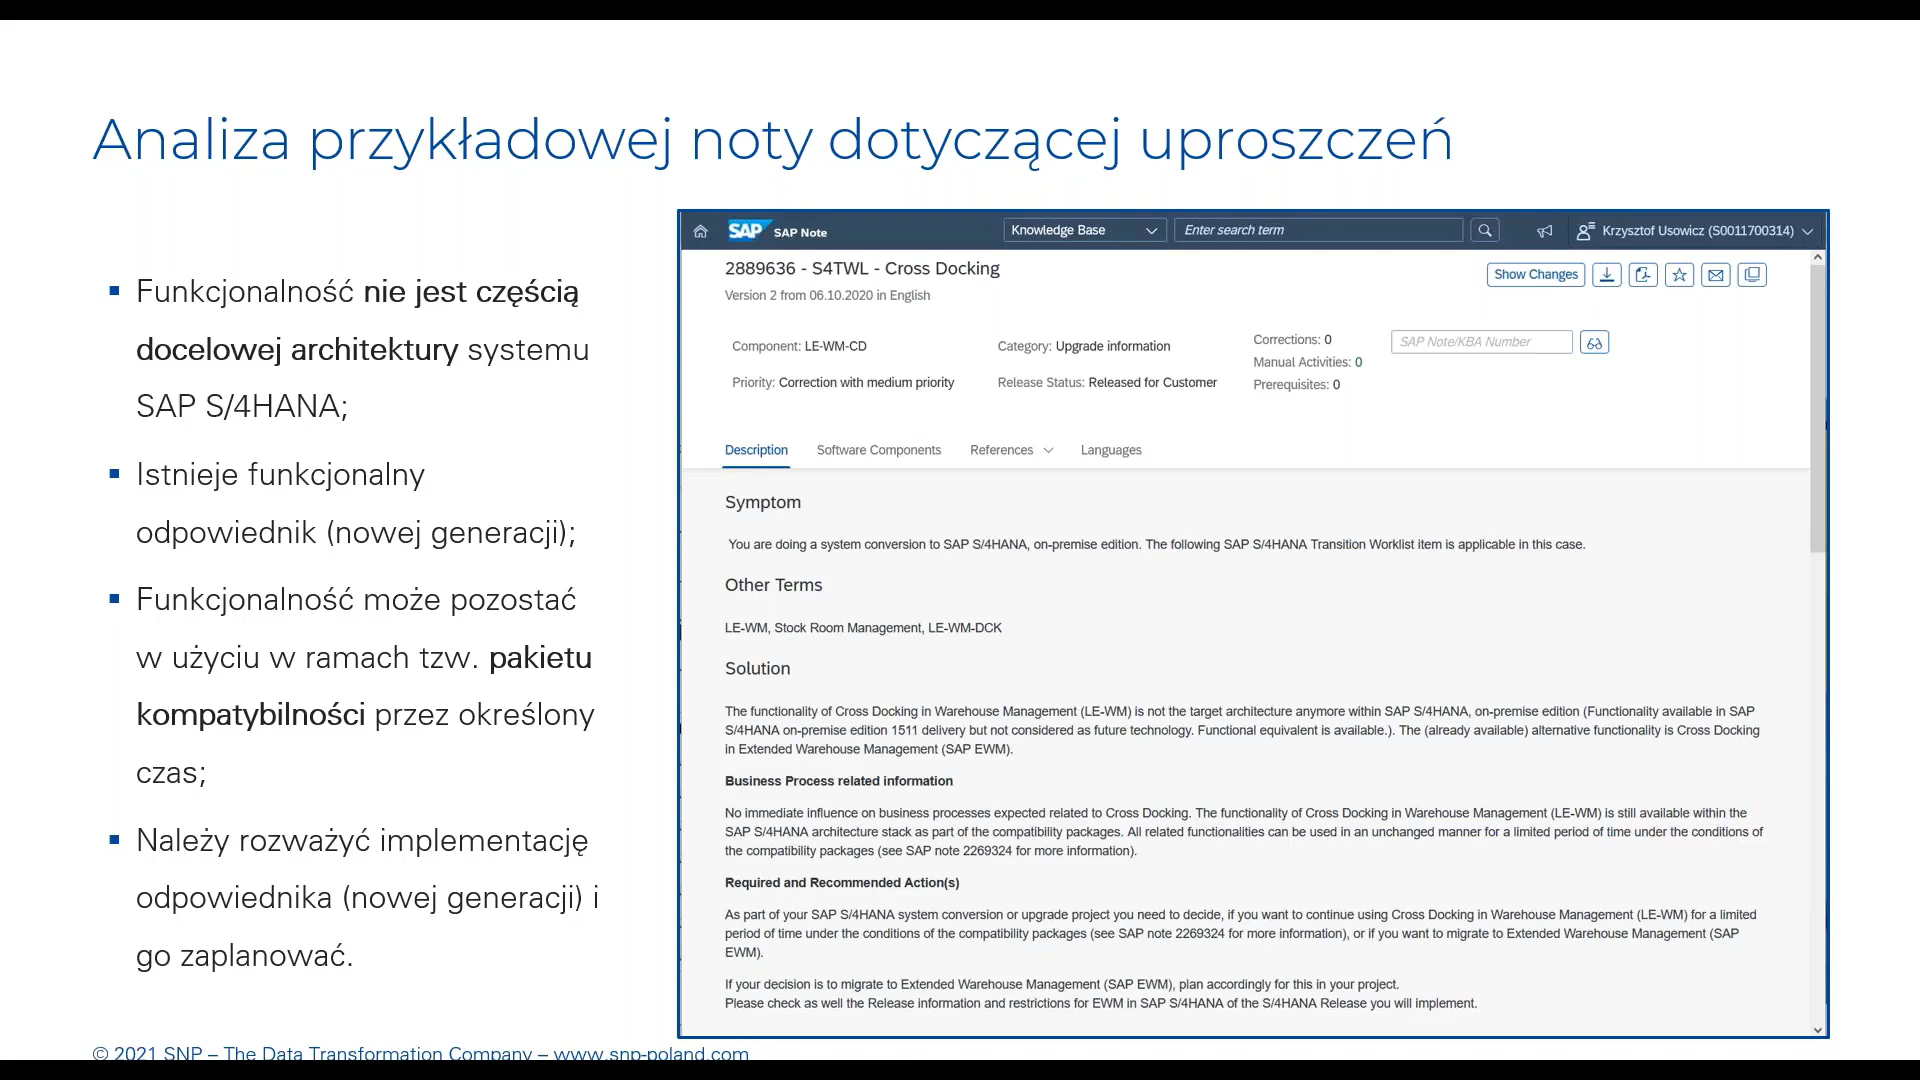 Analiza przykładowej noty dotyczącej uproszczeń
Funkcjonalność nie jest częścią
docelowej architektury systemu
SAP S/4HANA;
Istnieje funkcjonalny
odpowiednik (nowej generacji);
Funkcjonalność może pozostać
w użyciu w ramach tzw. pakietu
kompatybilności przez określony
czas;
Należy rozważyć implementację
odpowiednika (nowej generacji) i
go zaplanować.
SAP SAP Note Knowledge Base Enter search term Krzysztof Usowicz (S0011700314)
2889636 - S4TWL - Cross Docking
Show Changes
Version 2 from 06.10.2020 in English
Component: LE-WM-CD Category: Upgrade information Corrections: 0 SAP Note/KBA Number
Manual Activities: 0
Priority: Correction with medium priority Release Status: Released for Customer Prerequisites: 0
Description Software Components References Languages
Symptom
You are doing a system conversion to SAP S/4HANA, on-premise edition. The following SAP S/4HANA Transition Worklist item is applicable in this case.
Other Terms
LE-WM, Stock Room Management, LE-WM-DCK
Solution
The functionality of Cross Docking in Warehouse Management (LE-WM) is not the target architecture anymore within SAP S/4HANA, on-premise edition (Functionality available in SAP
S/4HANA on-premise edition 1511 delivery but not considered as future technology. Functional equivalent is available.). The (already available) alternative functionality is Cross Docking
in Extended Warehouse Management (SAP EWM).
Business Process related information
No immediate influence on business processes expected related to Cross Docking. The functionality of Cross Docking in Warehouse Management (LE-WM) is still available within the
SAP S/4HANA architecture stack as part of the compatibility packages. All related functionalities can be used in an unchanged manner for a limited period of time under the conditions of
the compatibility packages (see SAP note 2269324 for more information).
Required and Recommended Action(s)
As part of your SAP S/4HANA system conversion or upgrade project you need to decide, if you want to continue using Cross Docking in Warehouse Management (LE-WM) for a limited
period of time under the conditions of the compatibility packages (see SAP note 2269324 for more information), or if you want to migrate to Extended Warehouse Management (SAP
EWM).
If your decision is to migrate to Extended Warehouse Management (SAP EWM), plan accordingly for this in your project.
Please check as well the Release information and restrictions for EWM in SAP S/4HANA of the S/4HANA Release you will implement.
© 2021 SNP – The Data Transformation Company – www.snp-poland.com